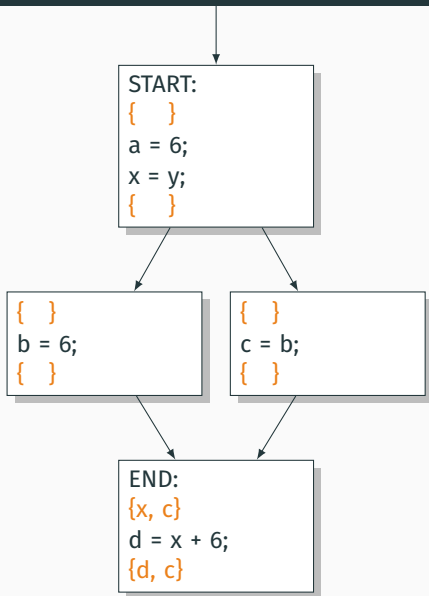 START:
{ }
a = 6;
x = y;
{ }
{ }
b = 6;
{ }
{ }
c = b;
{ }
END:
{x, c}
d = x + 6;
{d, c}